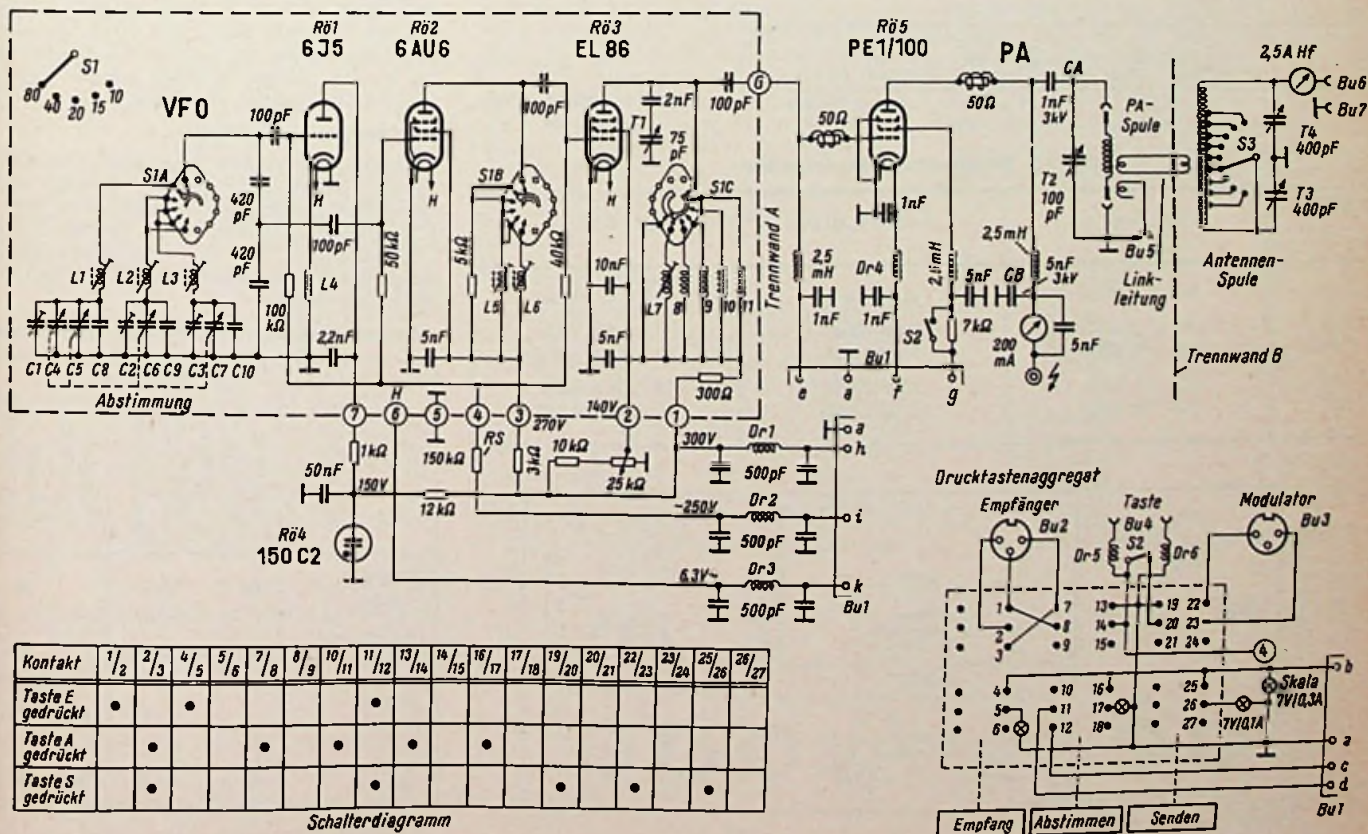 Rö1
6J5
Rö2
6AU6
Rö3
EL 86
Rö5
PE1/100
PA
2,5A Hf
Bu6
Bu7
S1
80
40
20
15
10
VFO
100pF
100pF
2nF
T1
75
pF
100pF
G
50Ω
50Ω
CA
1nF
3kV
PA-
Spule
S3
T4
400pF
T3
400pF
S1A
S1B
S1C
H
H
H
420
pF
420
pF
100pF
50kΩ
5kΩ
40kΩ
1nF
T2
100
pF
Bu5
Link-
leitung
Antennen-
Spule
L1
L2
L3
L4
L5
L6
L7
8
9
10
11
100
kΩ
2,2nF
5nF
10nF
5nF
300Ω
Trennwand A
2,5
mH
1nF
Dr4
1nF
5nF
CB
2,5mH
5nF
3kV
S2
7kΩ
200
mA
5nF
Trennwand B
C1
C4
C5
C8
C2
C6
C9
C3
C7
C10
Abstimmung
Bu1
e
a
f
g
7
H
6
5
4
3
270V
140V
2
1
1kΩ
RS
150kΩ
3kΩ
10kΩ
25kΩ
300V
Dr1
500pF
a
h
50nF
150V
12kΩ
~250V
Dr2
500pF
i
Rö4
150 C2
6,3V~
Dr3
500pF
k
Bu1
Drucktastenaggregat
Empfänger
Bu2
Taste
Bu4
Dr5
S2
Dr6
Modulator
Bu3
1
2
3
7
8
9
13
14
15
19
20
21
22
23
24
4
4
5
6
10
11
12
16
17
18
25
26
27
Skala
7V/0,3A
7V/0,1A
b
a
c
d
Bu1
Empfang
Abstimmen
Senden
Kontakt 1/2 2/3 4/5 5/6 7/8 8/9 10/11 11/12 13/14 14/15 16/17 17/18 19/20 20/21 22/23 23/24 25/26 26/27
Taste E
gedrückt
Taste A
gedrückt
Taste S
gedrückt
Schalterdiagramm